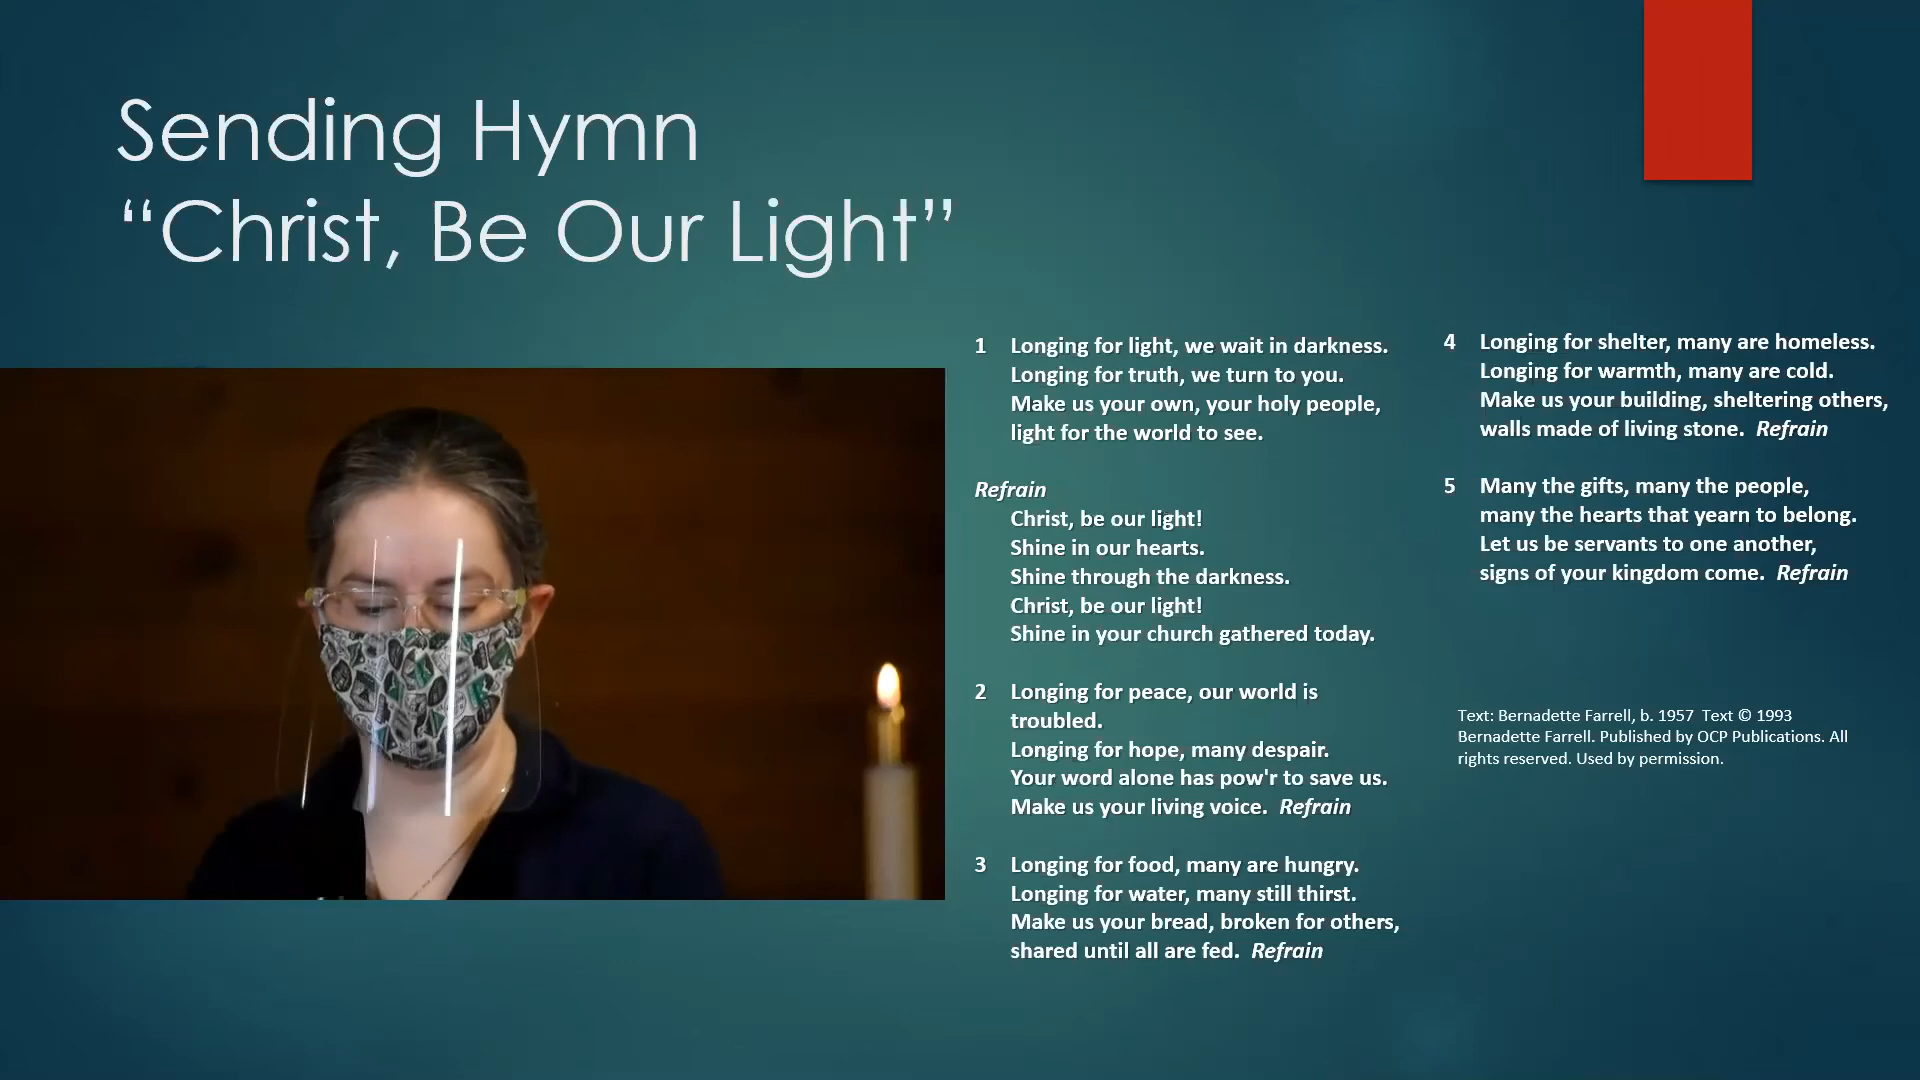 Sending Hymn
“Christ, Be Our Light”
1 Longing for light, we wait in darkness.
Longing for truth, we turn to you.
Make us your own, your holy people,
light for the world to see.
Refrain
Christ, be our light!
Shine in our hearts.
Shine through the darkness.
Christ, be our light!
Shine in your church gathered today.
2 Longing for peace, our world is
troubled.
Longing for hope, many despair.
Your word alone has pow'r to save us.
Make us your living voice. Refrain
3 Longing for food, many are hungry.
Longing for water, many still thirst.
Make us your bread, broken for others,
shared until all are fed. Refrain
4 Longing for shelter, many are homeless.
Longing for warmth, many are cold.
Make us your building, sheltering others,
walls made of living stone. Refrain
5 Many the gifts, many the people,
many the hearts that yearn to belong.
Let us be servants to one another,
signs of your kingdom come. Refrain
Text: Bernadette Farrell, b. 1957 Text © 1993
Bernadette Farrell. Published by OCP Publications. All
rights reserved. Used by permission.